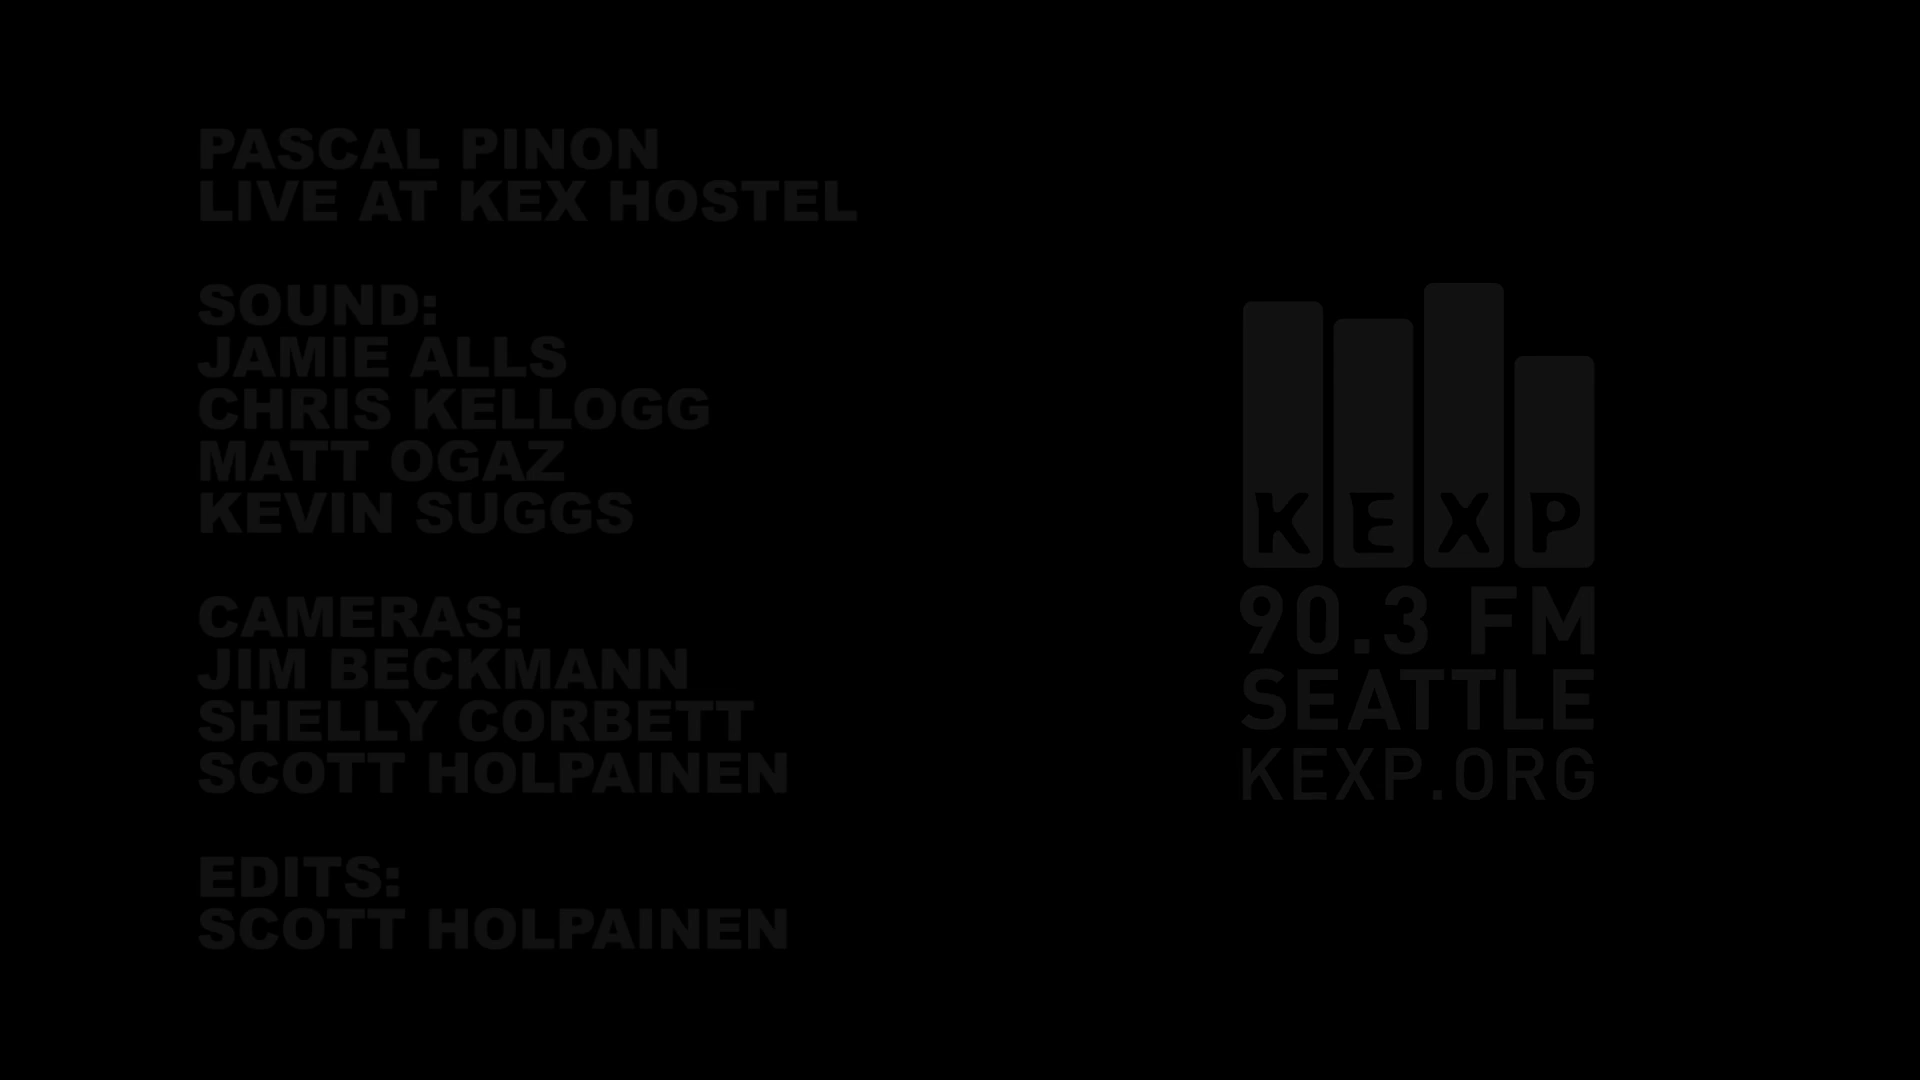 PASCAL PINON
LIVE AT KEX HOSTEL
SOUND:
JAMIE ALLS
CHRIS KELLOGG
MATT OGAZ
KEVIN SUGGS
CAMERAS:
JIM BECKMANN
SHELLY CORBETT
SCOTT HOLPAINEN
EDITS:
SCOTT HOLPAINEN
KEXP
90.3 FM
SEATTLE
KEXP.ORG